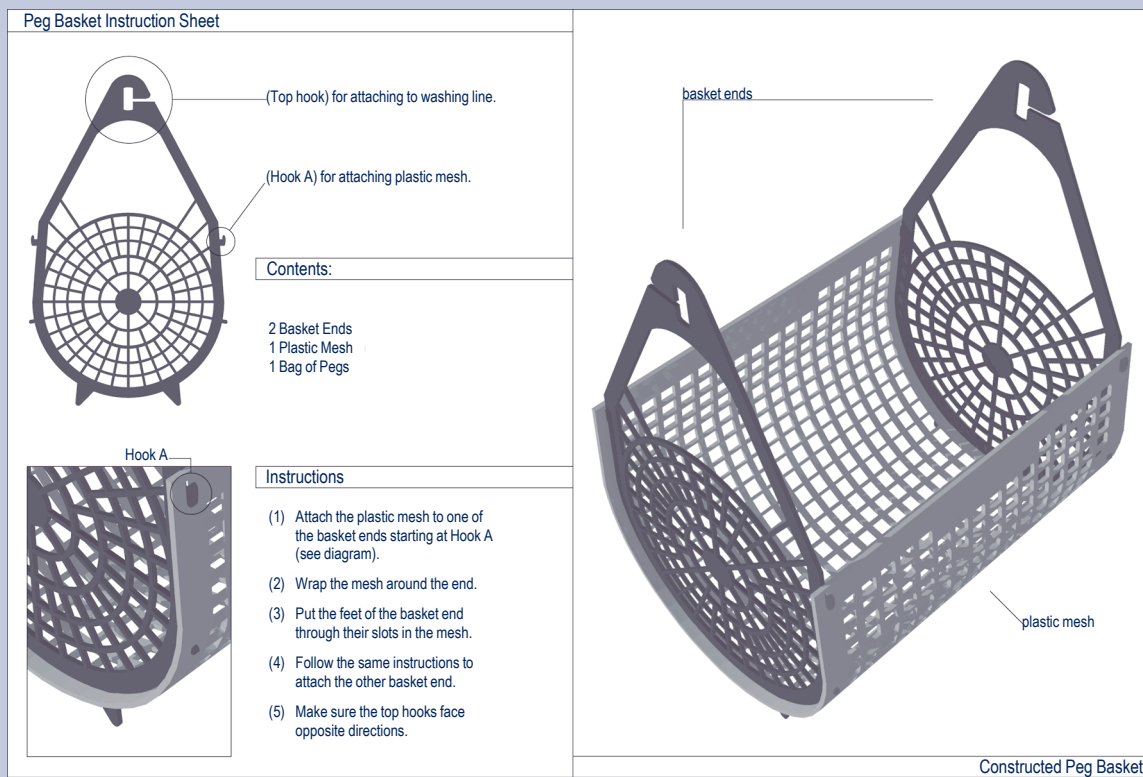 Peg Basket Instruction Sheet
(Top hook) for attaching to washing line.
(Hook A) for attaching plastic mesh.
Contents:
2 Basket Ends
1 Plastic Mesh
1 Bag of Pegs
Hook A
Instructions
(1) Attach the plastic mesh to one of
the basket ends starting at Hook A
(see diagram).
(2) Wrap the mesh around the end.
(3) Put the feet of the basket end
through their slots in the mesh.
(4) Follow the same instructions to
attach the other basket end.
(5) Make sure the top hooks face
opposite directions.
basket ends
plastic mesh
Constructed Peg Basket